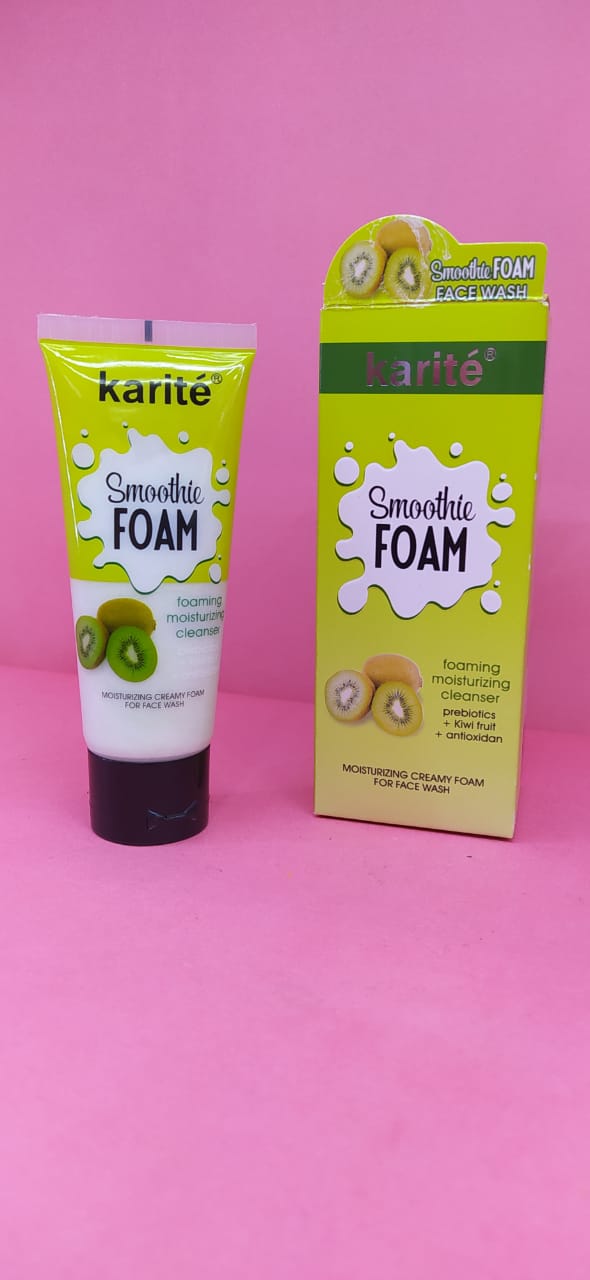 karité®
Smoothie
FOAM
foaming
moisturizing
cleanser
MOISTURIZING CREAMY FOAM
FOR FACE WASH
Smoothie FOAM
FACE WASH
karité®
Smoothie
FOAM
foaming
moisturizing
cleanser
prebiotics
+ Kiwi fruit
+ antioxidan
MOISTURIZING CREAMY FOAM
FOR FACE WASH